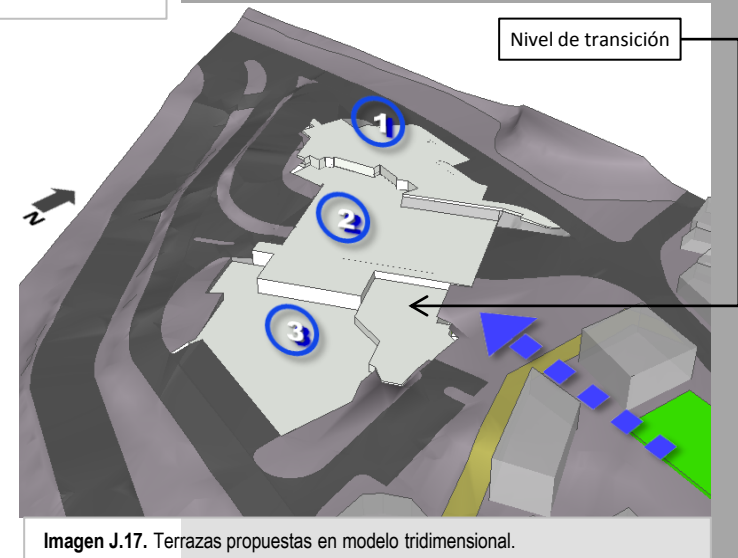 Nivel de transición
1
2
N
3
Imagen J.17. Terrazas propuestas en modelo tridimensional.